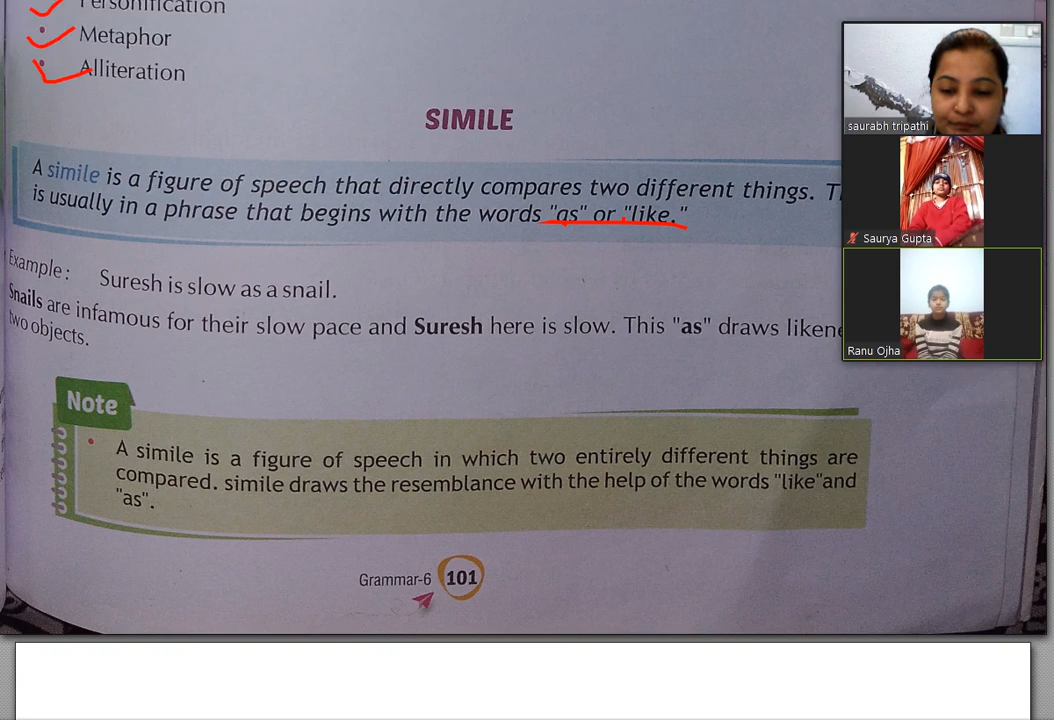 Personification
Metaphor
Alliteration
SIMILE
A simile is a figure of speech that directly compares two different things.
is usually in a phrase that begins with the words "as" or "like."
Example: Suresh is slow as a snail.
Snails are infamous for their slow pace and Suresh here is slow. This "as" draws
two objects.
Note
A simile is a figure of speech in which two entirely different things are
compared. simile draws the resemblance with the help of the words "like"and
"as".
Grammar-6 101
saurabh tripathi
Saurya Gupta
Ranu Ojha